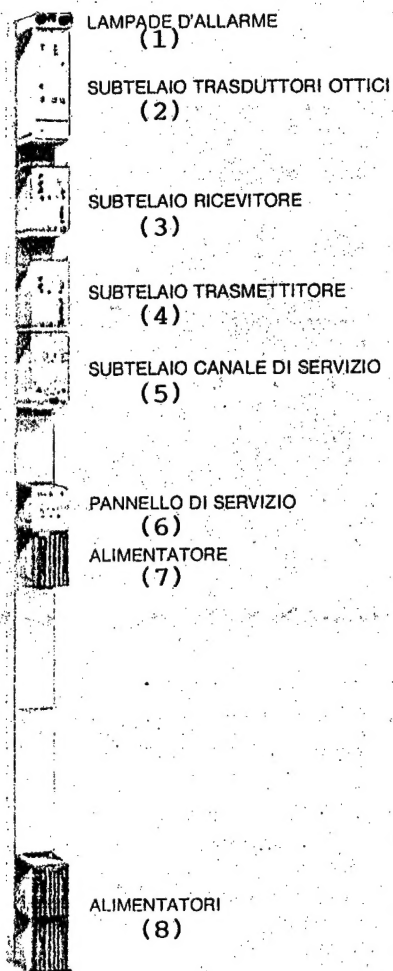 LAMPADE D'ALLARME
(1)
SUBTELAIO TRASDUTTORI OTTICI
(2)
SUBTELAIO RICEVITORE
(3)
SUBTELAIO TRASMETTITORE
(4)
SUBTELAIO CANALE DI SERVIZIO
(5)
PANNELLO DI SERVIZIO
(6)
ALIMENTATORE
(7)
ALIMENTATORI
(8)